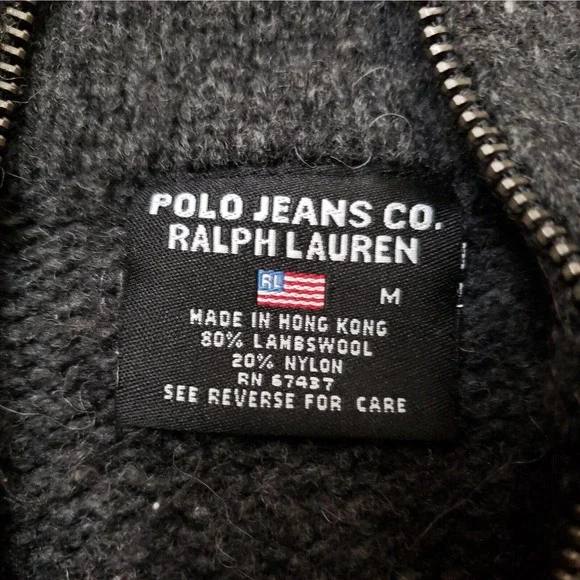 POLO JEANS CO.
RALPH LAUREN
RL
M
MADE IN HONG KONG
80% LAMBSWOOL
20% NYLON
RN 67437
SEE REVERSE FOR CARE